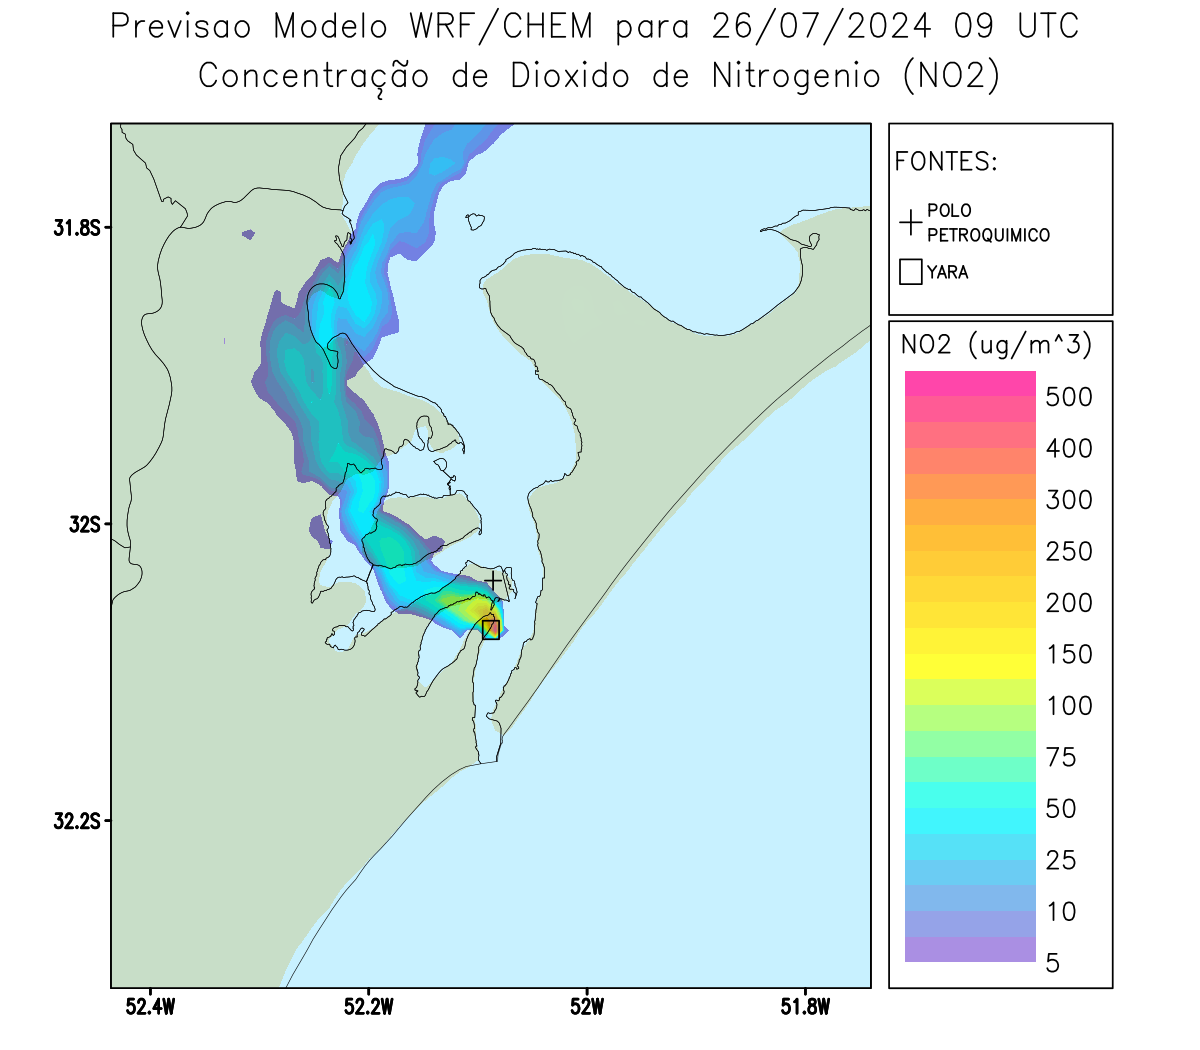 Previsao Modelo WRF/CHEM para 26/07/2024 09 UTC
Concentração de Dioxido de Nitrogenio (NO2)
FONTES:
POLO
PETROQUIMICO
YARA
31.8S
32S
32.2S
52.4W
52.2W
52W
51.8W
NO2 (ug/m^3)
500
400
300
250
200
150
100
75
50
25
10
5